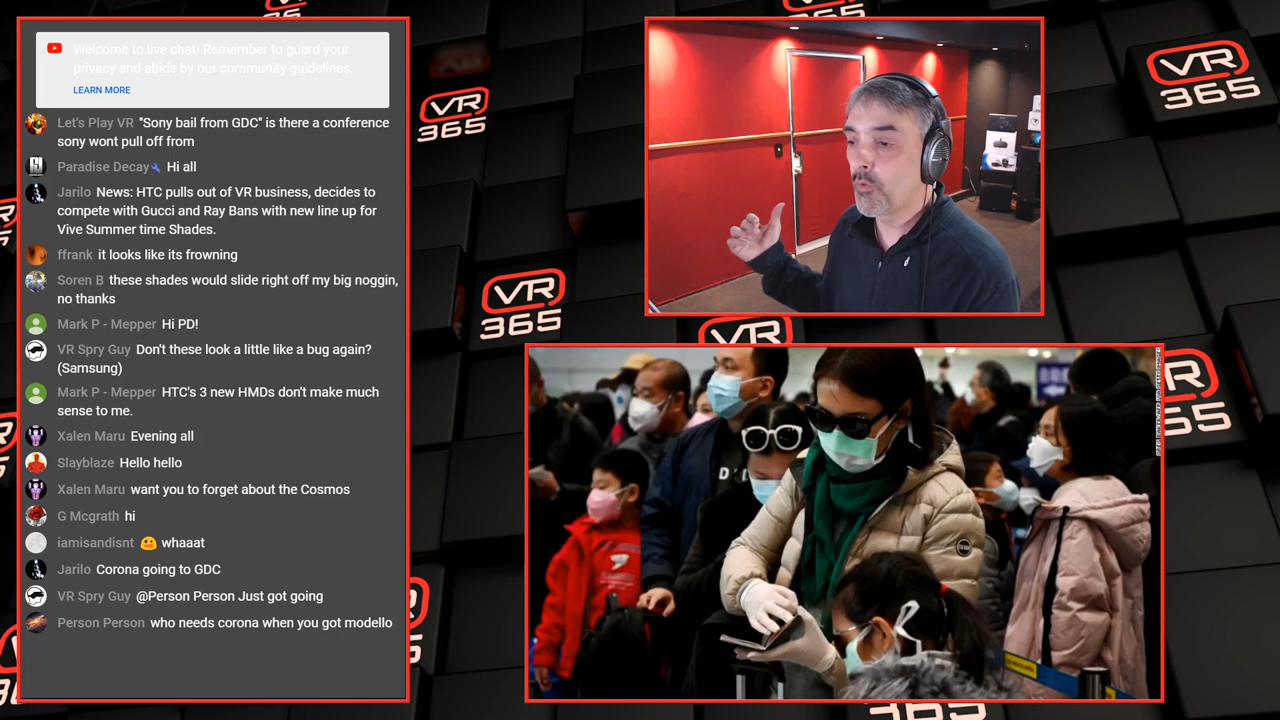 Welcome to live chat! Remember to guard your
privacy and abide by our community guidelines.
LEARN MORE
Let's Play VR "Sony bail from GDC" is there a conference
sony wont pull off from
Paradise Decay Hi all
Jarilo News: HTC pulls out of VR business, decides to
compete with Gucci and Ray Bans with new line up for
Vive Summer time Shades.
ffrank it looks like its frowning
Soren B these shades would slide right off my big noggin,
no thanks
Mark P - Mepper Hi PD!
VR Spry Guy Don't these look a little like a bug again?
(Samsung)
Mark P - Mepper HTC's 3 new HMDs don't make much
sense to me.
Xalen Maru Evening all
Slayblaze Hello hello
Xalen Maru want you to forget about the Cosmos
G Mcgrath hi
iamisandisnt whaaat
Jarilo Corona going to GDC
VR Spry Guy @Person Person Just got going
Person Person who needs corona when you got modello
VR
365
VR
365
VR
365
VR
365